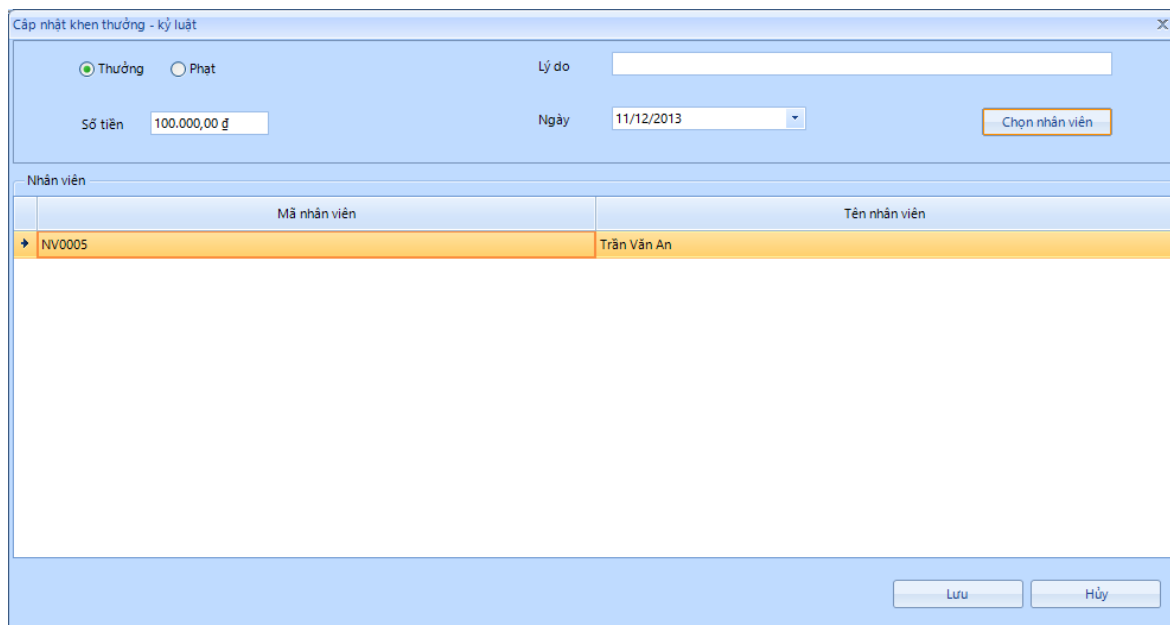 Câp nhật khen thưởng - kỷ luật
Thưởng Phạt Lý do
Số tiền 100.000,00 ₫ Ngày 11/12/2013 Chọn nhân viên
Nhân viên
Mã nhân viên Tên nhân viên
NV0005 Trần Văn An
Lưu Hủy